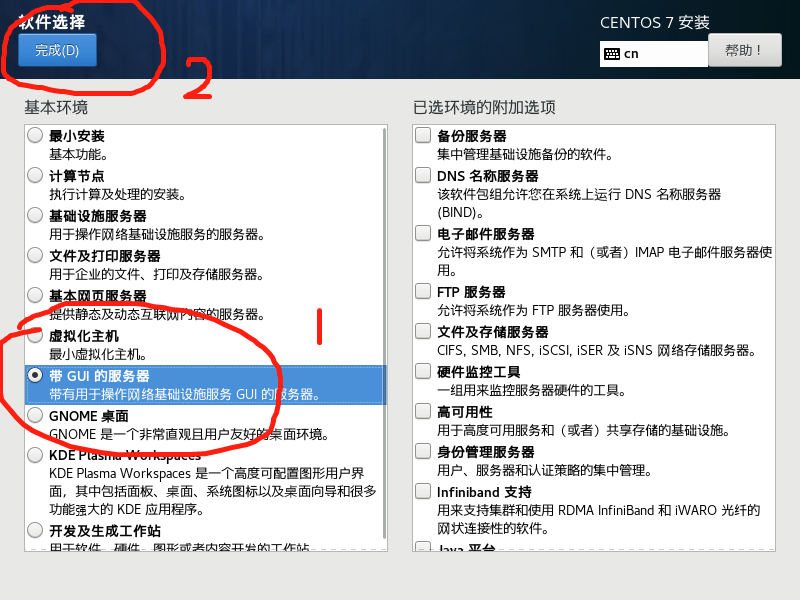 软件选择
CENTOS 7 安装
完成(D)
cn
帮助！
2
基本环境
已选环境的附加选项
最小安装
基本功能。
计算节点
执行计算及处理的安装。
基础设施服务器
用于操作网络基础设施服务的服务器。
文件及打印服务器
用于企业的文件、打印及存储服务器。
基本网页服务器
提供静态及动态互联网内容的服务器。
虚拟化主机
最小虚拟化主机。
带 GUI 的服务器
带有用于操作网络基础设施服务 GUI 的服务器。
GNOME 桌面
GNOME 是一个非常直观且用户友好的桌面环境。
KDE Plasma Workspaces
KDE Plasma Workspaces 是一个高度可配置图形用户界
面，其中包括面板、桌面、系统图标以及桌面向导和很多
功能强大的 KDE 应用程序。
开发及生成工作站
用于软件、硬件、图形或者内容开发的工作站
1
备份服务器
集中管理基础设施备份的软件。
DNS 名称服务器
该软件包组允许您在系统上运行 DNS 名称服务器
(BIND)。
电子邮件服务器
允许将系统作为 SMTP 和（或者）IMAP 电子邮件服务器使
用。
FTP 服务器
允许将系统作为 FTP 服务器使用。
文件及存储服务器
CIFS, SMB, NFS, iSCSI, iSER 及 iSNS 网络存储服务器。
硬件监控工具
一组用来监控服务器硬件的工具。
高可用性
用于高可用服务和（或者）共享存储的基础设施。
身份管理服务器
用户、服务器和认证策略的集中管理。
Infiniband 支持
用来支持集群和使用 RDMA InfiniBand 和 iWARO 光纤的
网状连接性的软件。
Java 平台